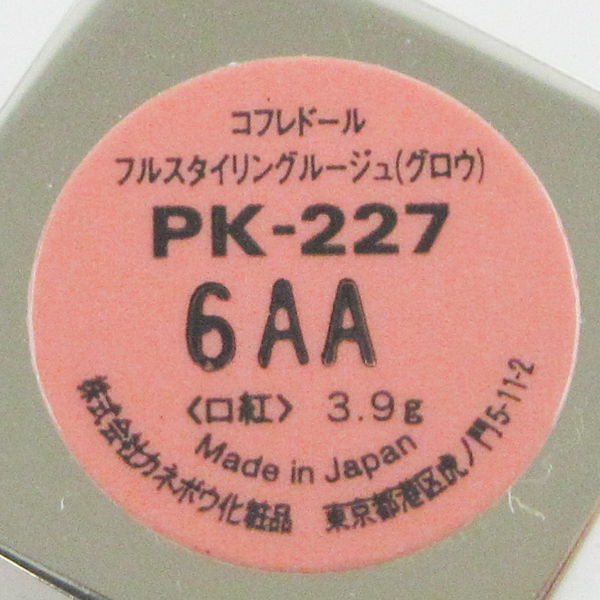 コフレドール
フルスタイリングルージュ(グロウ)
PK-227
6AA
〈口紅〉 3.9g
Made in Japan
株式会社カネボウ化粧品 東京都港区虎ノ門5-11-2